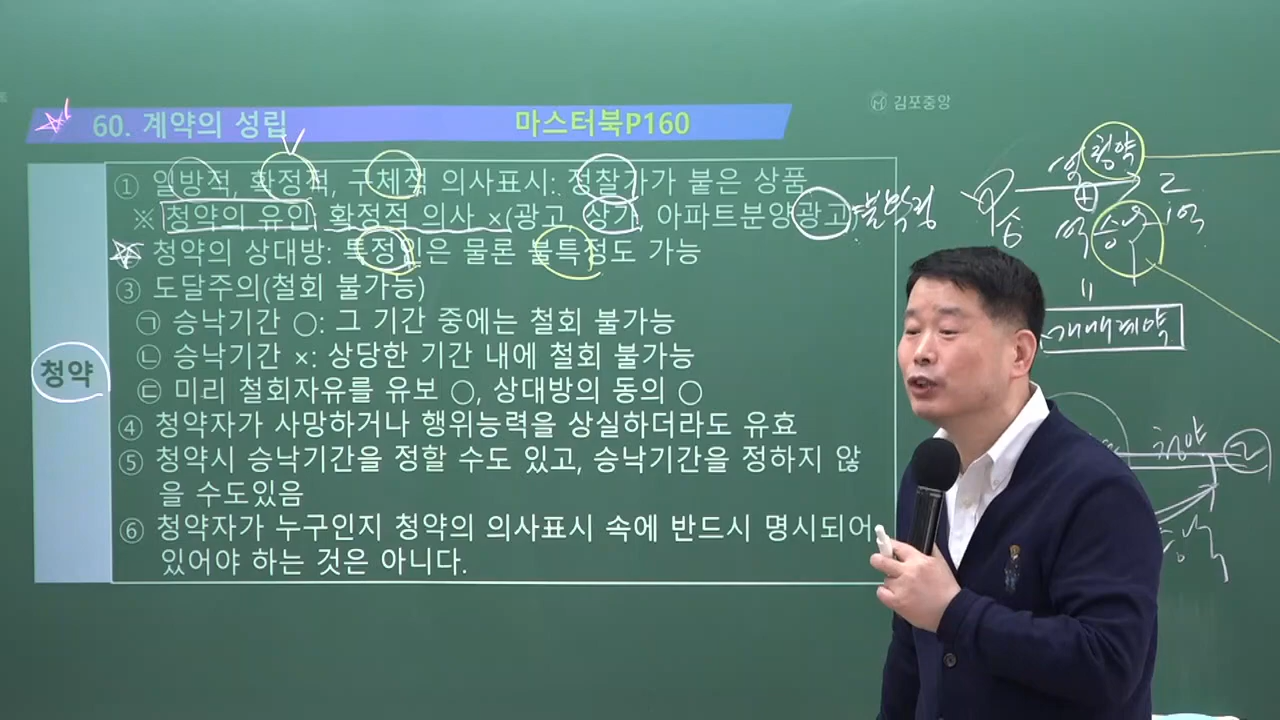 김포중앙
60. 계약의 성립 마스터북P160
① 일방적, 확정적, 구체적 의사표시: 정찰가가 붙은 상품
※ 청약의 유인 확정적 의사 ×(광고, 상가, 아파트분양광고,
② 청약의 상대방: 특정인은 물론 불특정도 가능
③ 도달주의(철회 불가능)
㉠ 승낙기간 ○: 그 기간 중에는 철회 불가능
㉡ 승낙기간 ×: 상당한 기간 내에 철회 불가능
㉢ 미리 철회자유를 유보 ○, 상대방의 동의 ○
청약
④ 청약자가 사망하거나 행위능력을 상실하더라도 유효
⑤ 청약시 승낙기간을 정할 수도 있고, 승낙기간을 정하지 않
을 수도있음
⑥ 청약자가 누구인지 청약의 의사표시 속에 반드시 명시되어
있어야 하는 것은 아니다.
청약
승낙
매매계약
청약